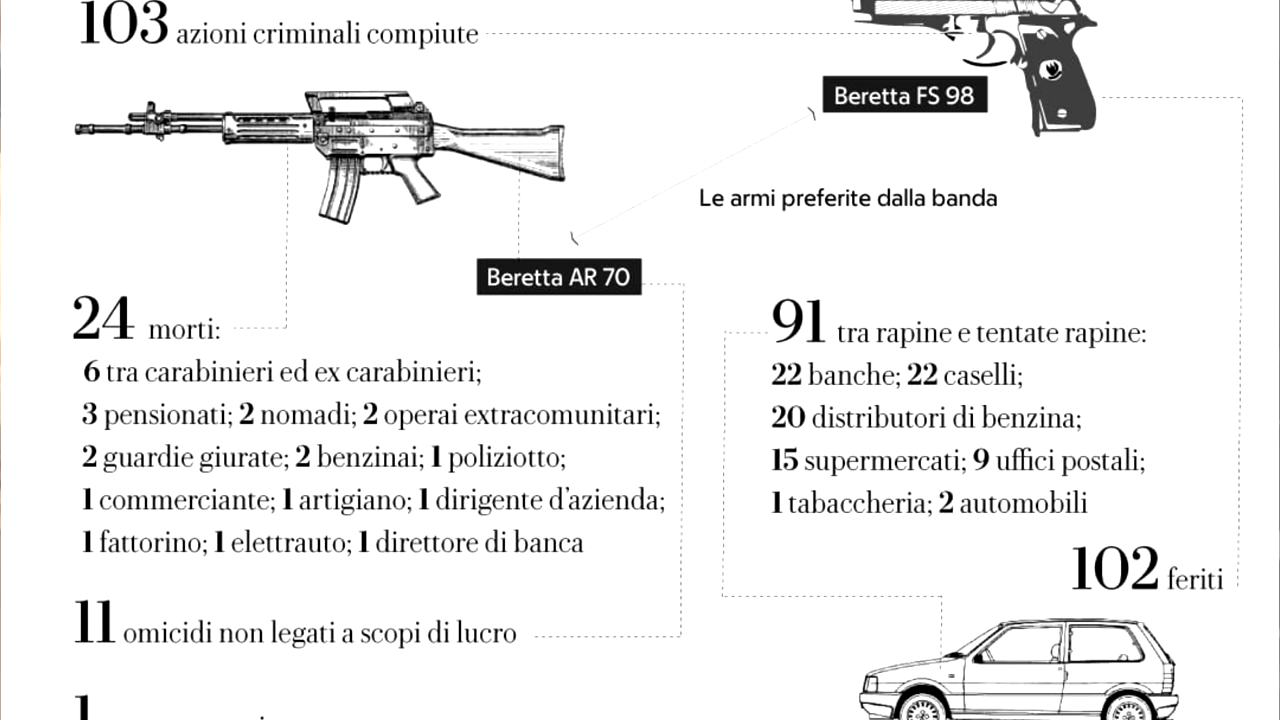 103 azioni criminali compiute
Beretta FS 98
Le armi preferite dalla banda
Beretta AR 70
24 morti:
6 tra carabinieri ed ex carabinieri;
3 pensionati; 2 nomadi; 2 operai extracomunitari;
2 guardie giurate; 2 benzinai; 1 poliziotto;
1 commerciante; 1 artigiano; 1 dirigente d'azienda;
1 fattorino; 1 elettrauto; 1 direttore di banca
11 omicidi non legati a scopi di lucro
91 tra rapine e tentate rapine:
22 banche; 22 caselli;
20 distributori di benzina;
15 supermercati; 9 uffici postali;
1 tabaccheria; 2 automobili
102 feriti